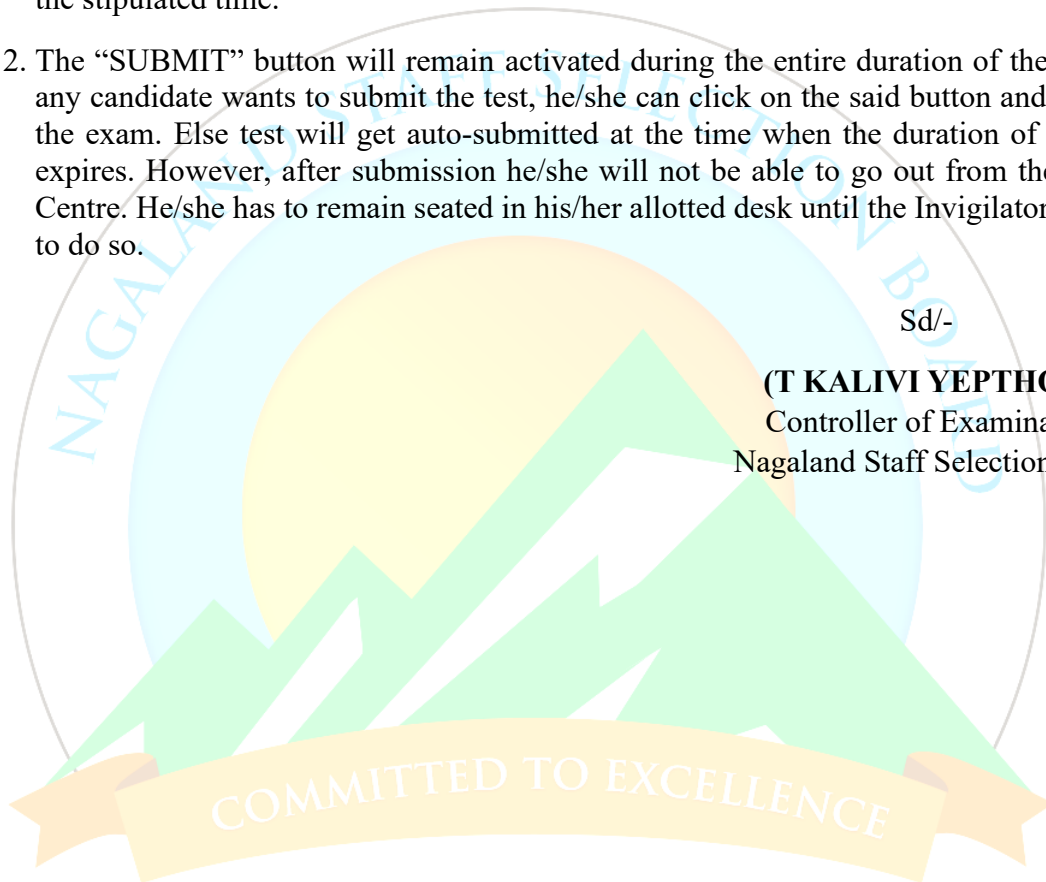 the stipulated time.
2. The “SUBMIT” button will remain activated during the entire duration of the
any candidate wants to submit the test, he/she can click on the said button and
the exam. Else test will get auto-submitted at the time when the duration of
expires. However, after submission he/she will not be able to go out from the
Centre. He/she has to remain seated in his/her allotted desk until the Invigilator
to do so.
Sd/-
(T KALIVI YEPTHO
Controller of Examina
Nagaland Staff Selection
NAGALAND STAFF SELECTION BOARD
COMMITTED TO EXCELLENCE